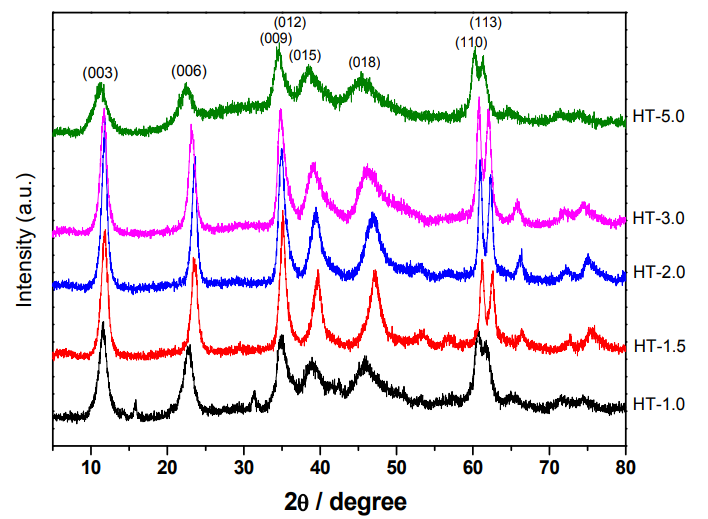 (012)
(113)
(009)
(110)
(015)
(018)
(003)
(006)
HT-5.0
HT-3.0
HT-2.0
HT-1.5
HT-1.0
Intensity (a.u.)
10 20 30 40 50 60 70 80
2θ / degree